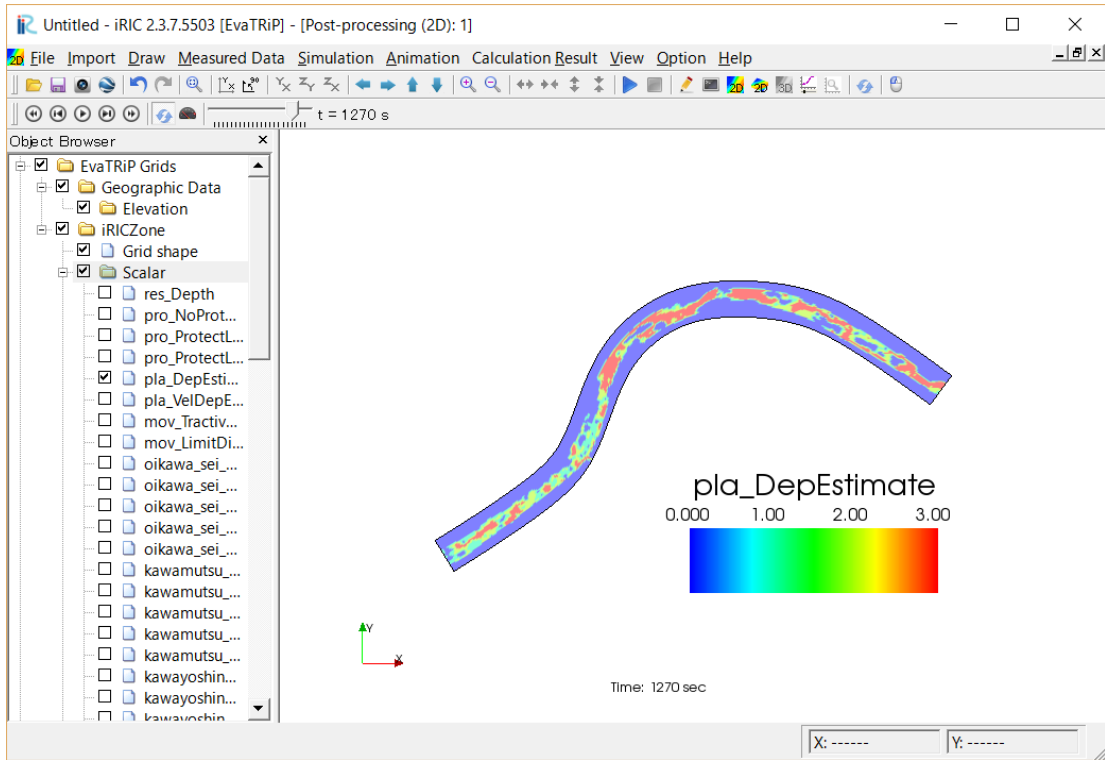 Untitled - iRIC 2.3.7.5503 [EvaTRiP] - [Post-processing (2D): 1]
File Import Draw Measured Data Simulation Animation Calculation Result View Option Help
t = 1270 s
Object Browser
EvaTRiP Grids
Geographic Data
Elevation
iRICZone
Grid shape
Scalar
res_Depth
pro_NoProt...
pro_ProtectL...
pro_ProtectL...
pla_DepEsti...
pla_VelDepE...
mov_Tractiv...
mov_LimitDi...
oikawa_sei_...
oikawa_sei_...
oikawa_sei_...
oikawa_sei_...
oikawa_sei_...
kawamutsu_...
kawamutsu_...
kawamutsu_...
kawamutsu_...
kawamutsu_...
kawayoshin...
kawayoshin...
kawayoshin
pla_DepEstimate
0.000 1.00 2.00 3.00
Y
X
Time: 1270 sec
X: ------ Y: ------